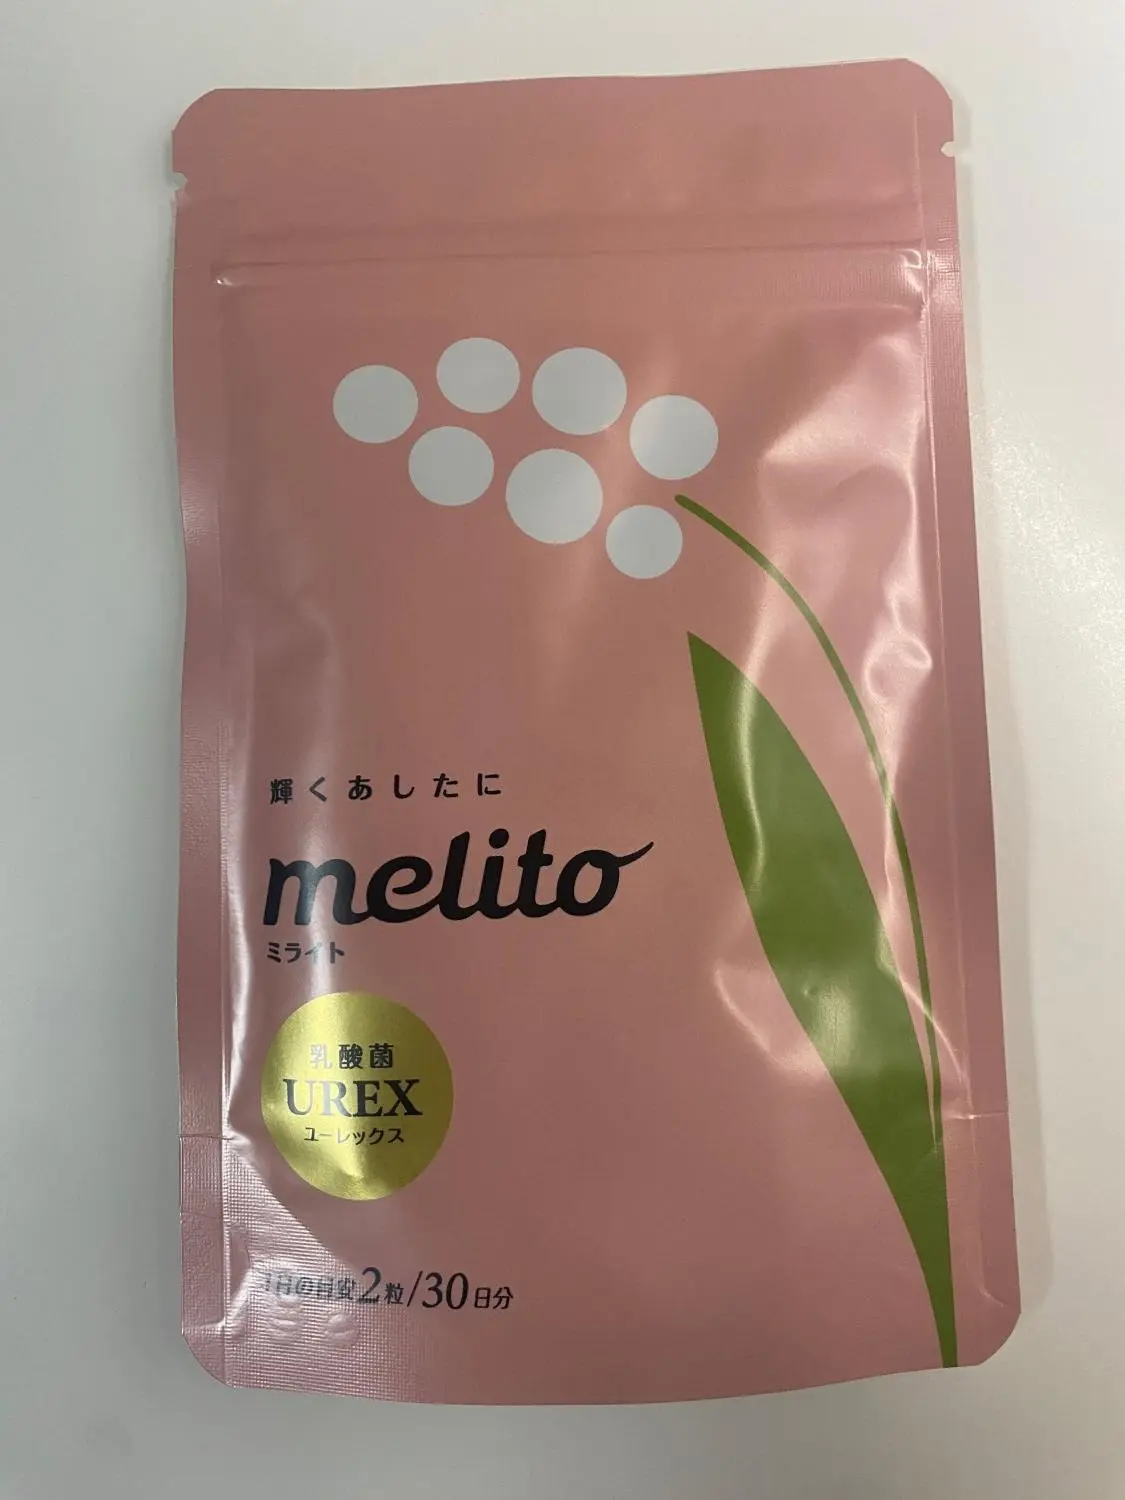 輝くあしたに
melito
ミライト
乳酸菌
UREX
ユーレックス
1日の目安2粒/30日分